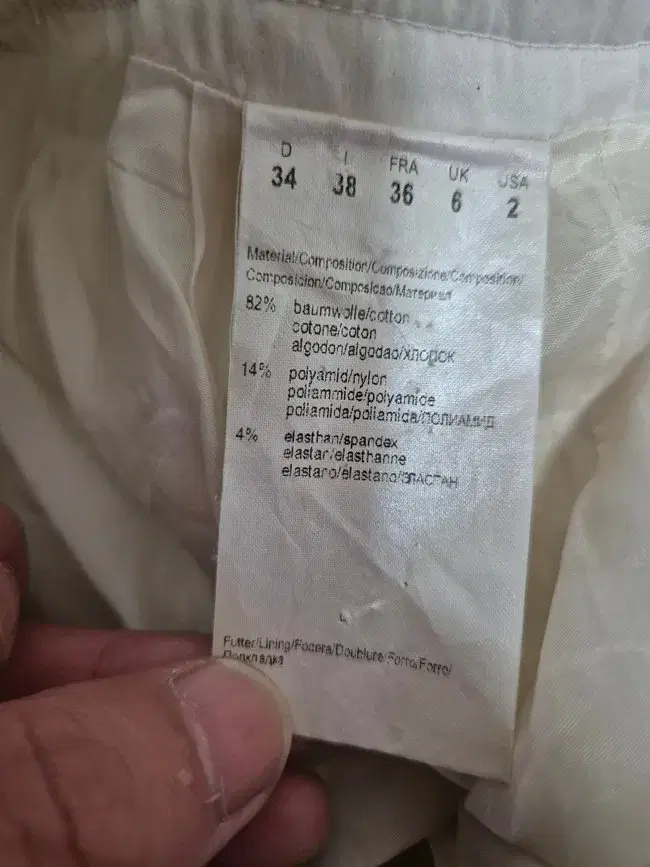 D I FRA UK USA
34 38 36 6 2
Material/Composition/Composizione/Composition/
Composicion/Composicao/Материал
82% baumwolle/cotton
cotone/coton
algodon/algodao/хлопок
14% polyamid/nylon
poliammide/polyamide
poliamida/poliamica/ПОЛИАМИД
4% elasthan/spandex
elastan/elasthanne
elastano/elastano/ЭЛАСТАН
Futter/Lining/Fodera/Doublure/Forro/Forro/
Подкладка